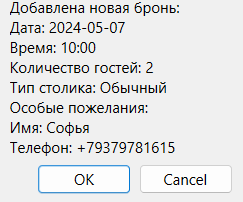 Добавлена новая бронь:
Дата: 2024-05-07
Время: 10:00
Количество гостей: 2
Тип столика: Обычный
Особые пожелания:
Имя: Софья
Телефон: +79379781615
OK Cancel